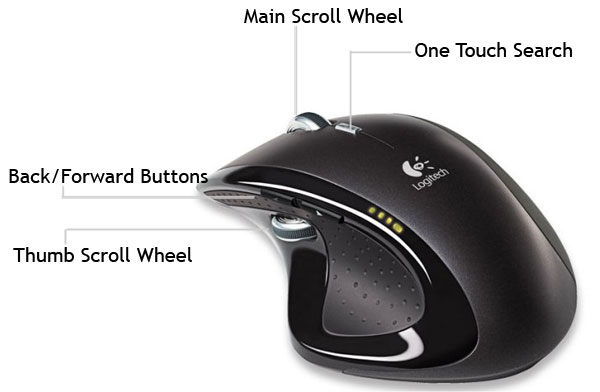 Main Scroll Wheel
One Touch Search
Back/Forward Buttons
Logitech
Thumb Scroll Wheel